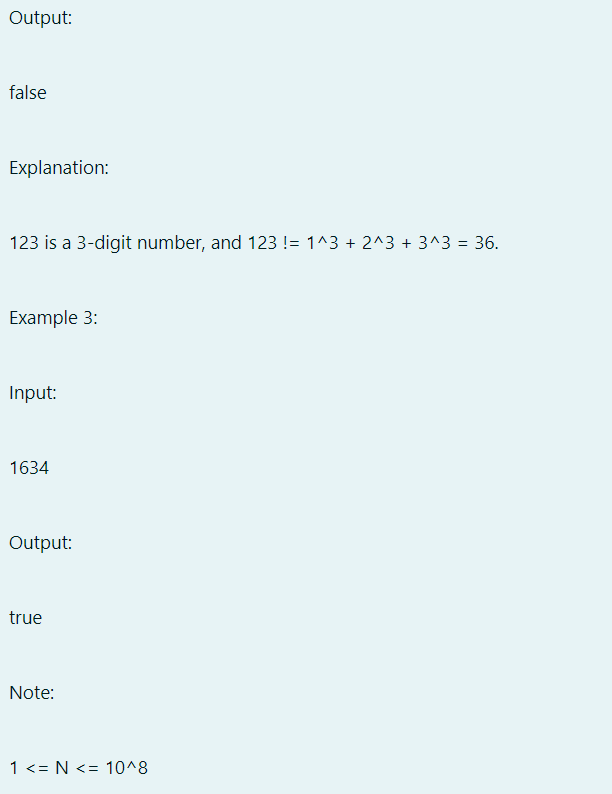 Output:
false
Explanation:
123 is a 3-digit number, and 123 != 1^3 + 2^3 + 3^3 = 36.
Example 3:
Input:
1634
Output:
true
Note:
1 <= N <= 10^8